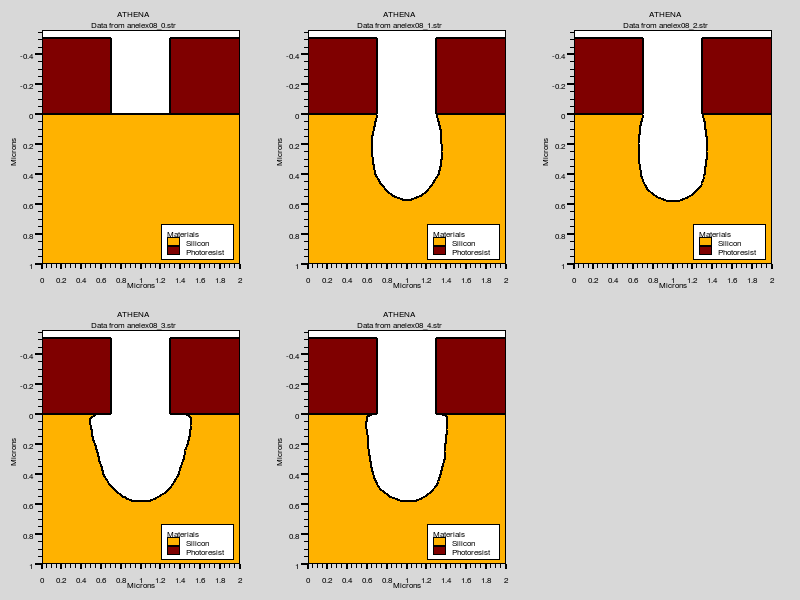 ATHENA
Data from anelex08_0.str
-0.4
-0.2
0
0.2
0.4
0.6
0.8
1
Microns
Materials
Silicon
Photoresist
0 0.2 0.4 0.6 0.8 1 1.2 1.4 1.6 1.8 2
Microns
ATHENA
Data from anelex08_1.str
-0.4
-0.2
0
0.2
0.4
0.6
0.8
1
Microns
Materials
Silicon
Photoresist
0 0.2 0.4 0.6 0.8 1 1.2 1.4 1.6 1.8 2
Microns
ATHENA
Data from anelex08_2.str
-0.4
-0.2
0
0.2
0.4
0.6
0.8
1
Microns
Materials
Silicon
Photoresist
0 0.2 0.4 0.6 0.8 1 1.2 1.4 1.6 1.8 2
Microns
ATHENA
Data from anelex08_3.str
-0.4
-0.2
0
0.2
0.4
0.6
0.8
1
Microns
Materials
Silicon
Photoresist
0 0.2 0.4 0.6 0.8 1 1.2 1.4 1.6 1.8 2
Microns
ATHENA
Data from anelex08_4.str
-0.4
-0.2
0
0.2
0.4
0.6
0.8
1
Microns
Materials
Silicon
Photoresist
0 0.2 0.4 0.6 0.8 1 1.2 1.4 1.6 1.8 2
Microns